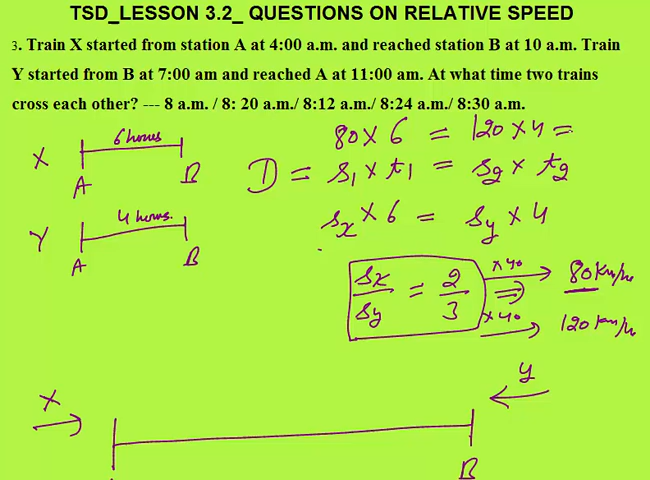 TSD_LESSON 3.2_ QUESTIONS ON RELATIVE SPEED
3. Train X started from station A at 4:00 a.m. and reached station B at 10 a.m. Train
Y started from B at 7:00 am and reached A at 11:00 am. At what time two trains
cross each other? --- 8 a.m. / 8: 20 a.m./ 8:12 a.m./ 8:24 a.m./ 8:30 a.m.
80 x 6 = 120 x 4 =
X 6 hours A B
D = s1 x t1 = s2 x t2
Y 4 hours. A B
sx x 6 = sy x 4
sx/sy = 2/3 x 40 ⇒ 80 km/hr
x 40 120 km/hr
X y
B